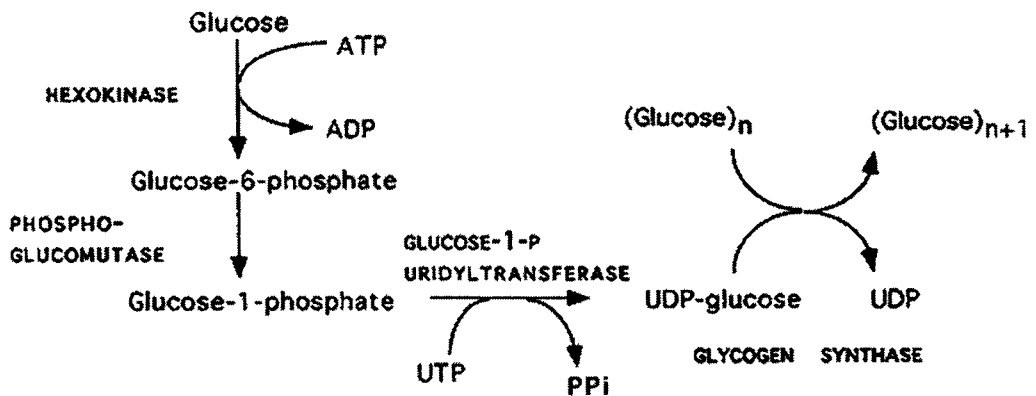 Glucose
ATP
HEXOKINASE
ADP
Glucose-6-phosphate
PHOSPHO-
GLUCOMUTASE
Glucose-1-phosphate
GLUCOSE-1-P
URIDYLTRANSFERASE
UTP
PPi
(Glucose)n
(Glucose)n+1
UDP-glucose
UDP
GLYCOGEN SYNTHASE